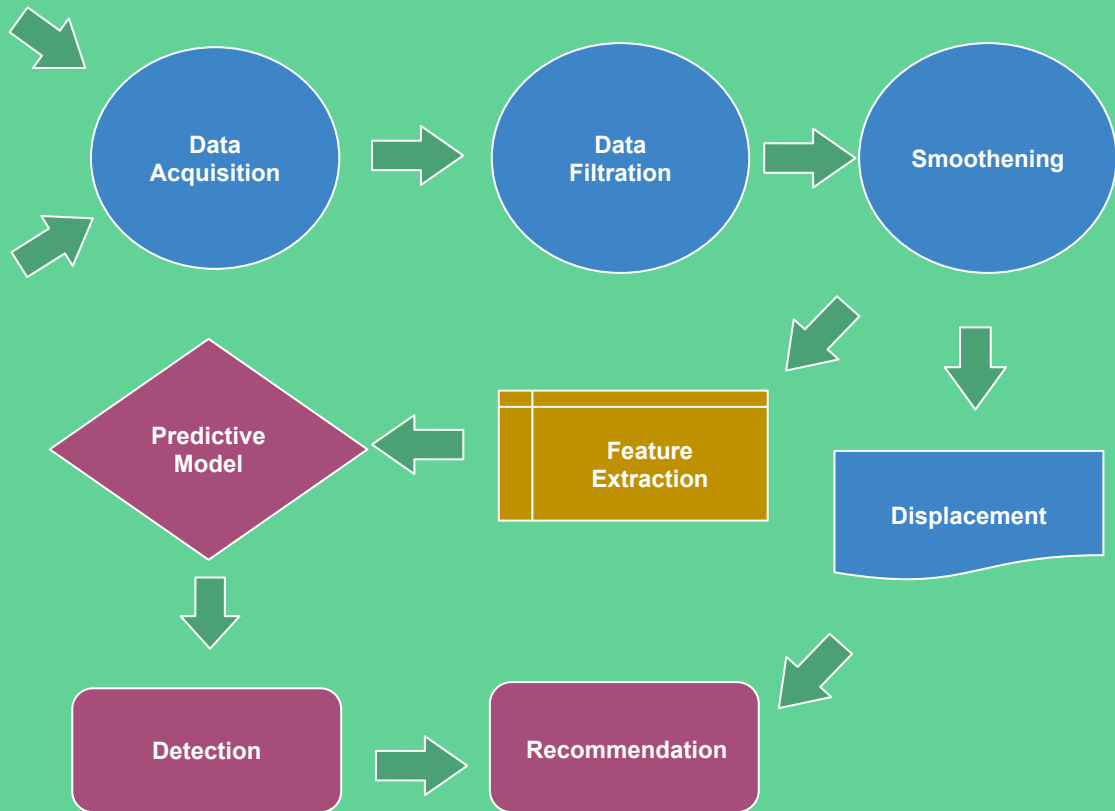 Data
Acquisition
Data
Filtration
Smoothening
Predictive
Model
Feature
Extraction
Displacement
Detection
Recommendation